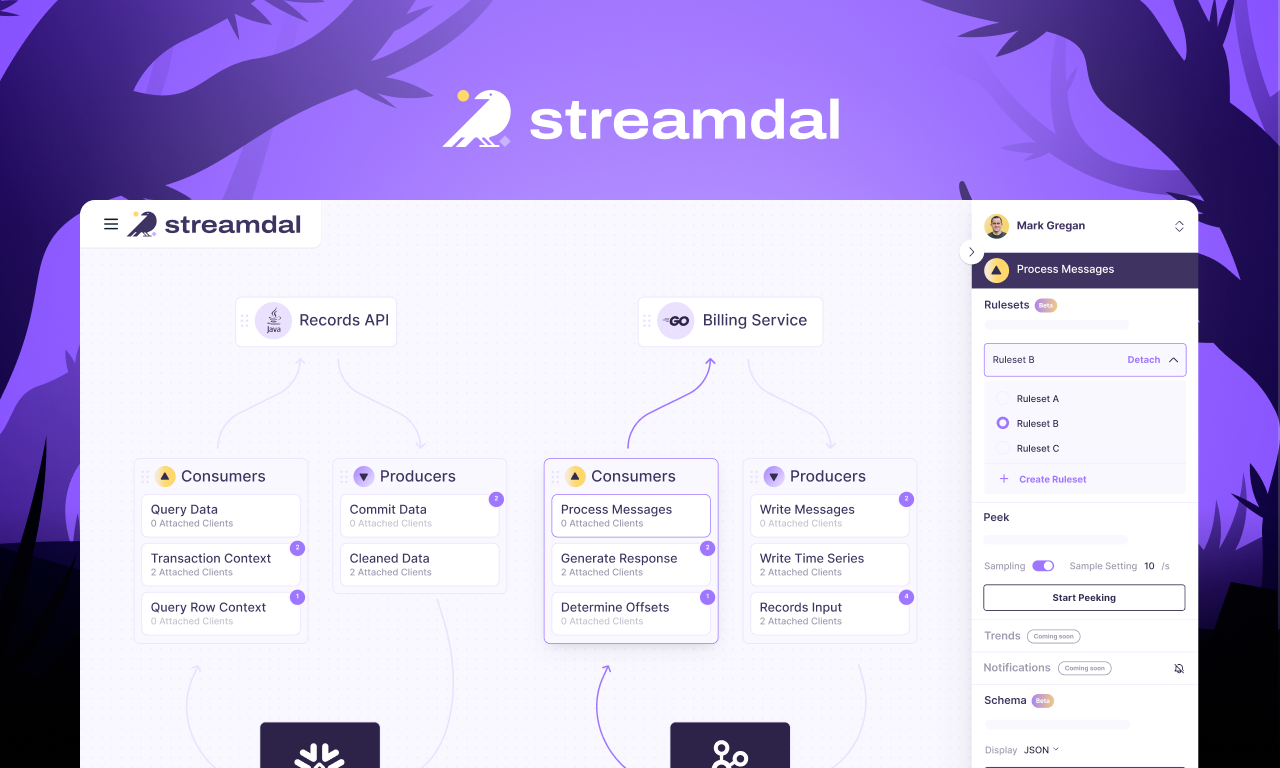 streamdal
streamdal
Mark Gregan
Process Messages
Rulesets Beta
Ruleset B Detach
Ruleset A
Ruleset B
Ruleset C
+ Create Ruleset
Peek
Sampling Sample Setting 10 /s
Start Peeking
Trends Coming soon
Notifications Coming soon
Schema Beta
Display JSON
Java Records API
GO Billing Service
Consumers
Query Data
0 Attached Clients
2
Transaction Context
2 Attached Clients
1
Query Row Context
0 Attached Clients
Producers
2
Commit Data
0 Attached Clients
Cleaned Data
2 Attached Clients
Consumers
Process Messages
0 Attached Clients
2
Generate Response
2 Attached Clients
1
Determine Offsets
0 Attached Clients
Producers
2
Write Messages
0 Attached Clients
Write Time Series
2 Attached Clients
4
Records Input
2 Attached Clients